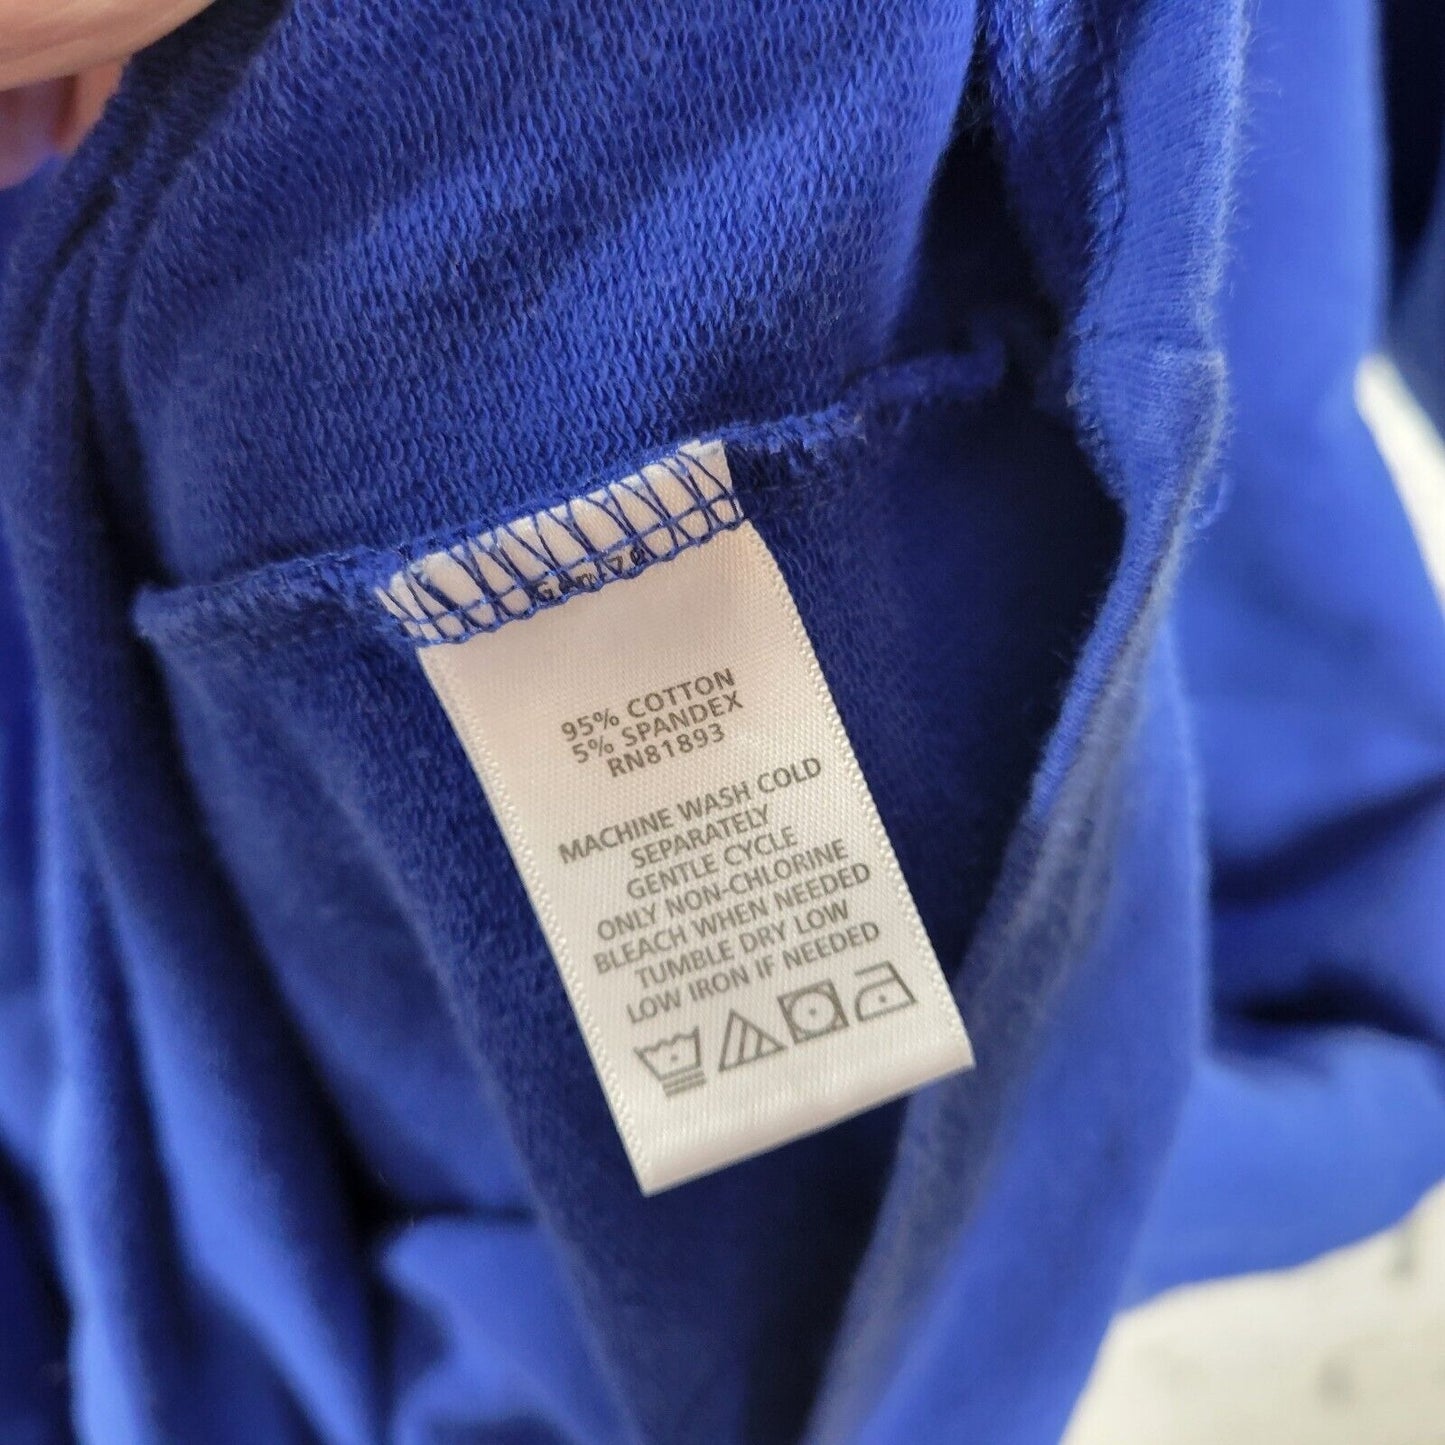 95% COTTON
5% SPANDEX
RN81893
MACHINE WASH COLD
SEPARATELY
GENTLE CYCLE
ONLY NON-CHLORINE
BLEACH WHEN NEEDED
TUMBLE DRY LOW
LOW IRON IF NEEDED